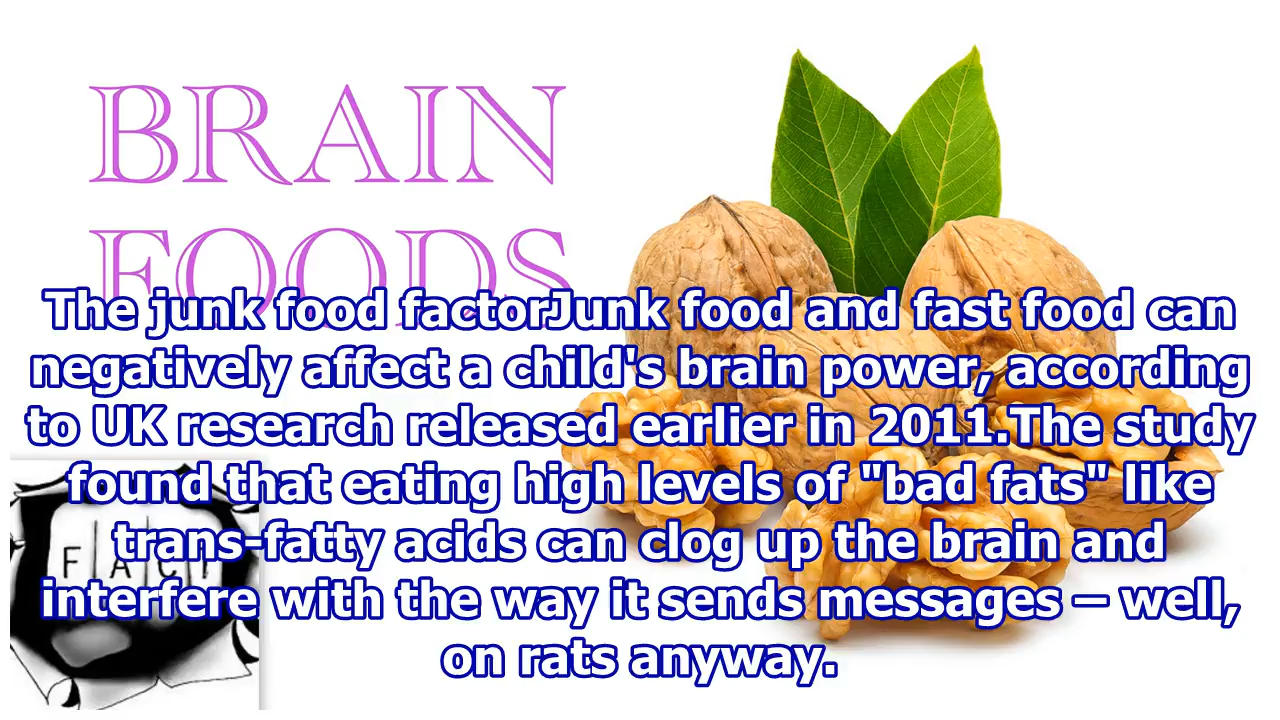 BRAIN
FOODS
The junk food factorJunk food and fast food can
negatively affect a child's brain power, according
to UK research released earlier in 2011.The study
found that eating high levels of "bad fats" like
trans-fatty acids can clog up the brain and
interfere with the way it sends messages – well,
on rats anyway.
FACT